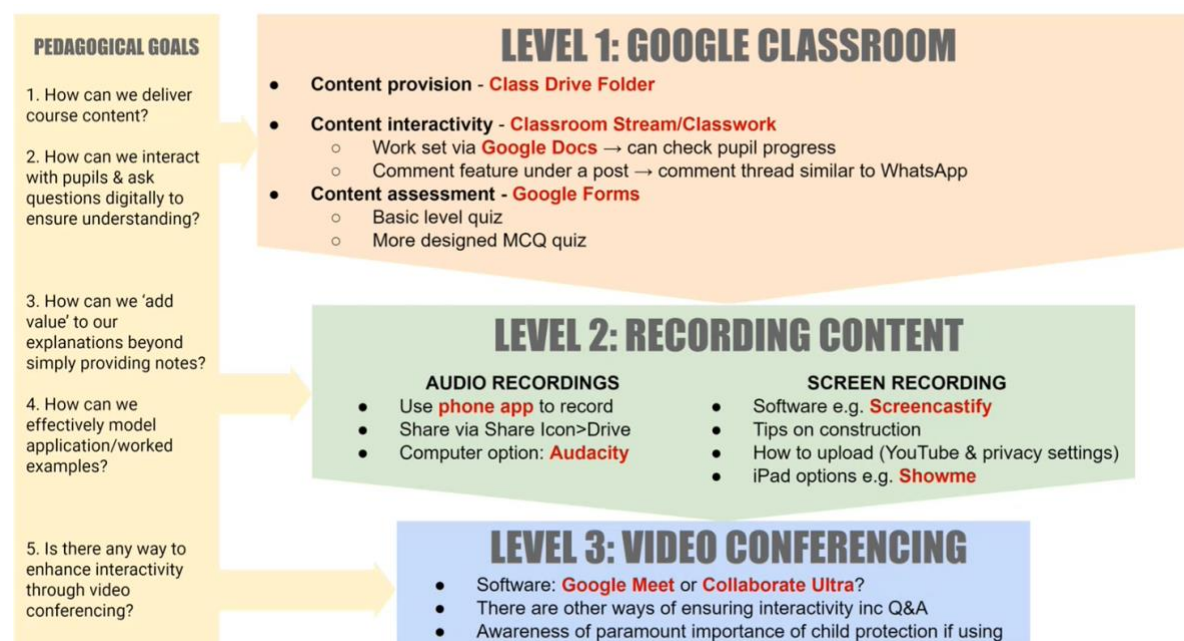 PEDAGOGICAL GOALS
1. How can we deliver
course content?
2. How can we interact
with pupils & ask
questions digitally to
ensure understanding?
3. How can we ‘add
value’ to our
explanations beyond
simply providing notes?
4. How can we
effectively model
application/worked
examples?
5. Is there any way to
enhance interactivity
through video
conferencing?
LEVEL 1: GOOGLE CLASSROOM
● Content provision - Class Drive Folder
● Content interactivity - Classroom Stream/Classwork
○ Work set via Google Docs → can check pupil progress
○ Comment feature under a post → comment thread similar to WhatsApp
● Content assessment - Google Forms
○ Basic level quiz
○ More designed MCQ quiz
LEVEL 2: RECORDING CONTENT
AUDIO RECORDINGS
● Use phone app to record
● Share via Share Icon>Drive
● Computer option: Audacity
SCREEN RECORDING
● Software e.g. Screencastify
● Tips on construction
● How to upload (YouTube & privacy settings)
● iPad options e.g. Showme
LEVEL 3: VIDEO CONFERENCING
● Software: Google Meet or Collaborate Ultra?
● There are other ways of ensuring interactivity inc Q&A
● Awareness of paramount importance of child protection if using